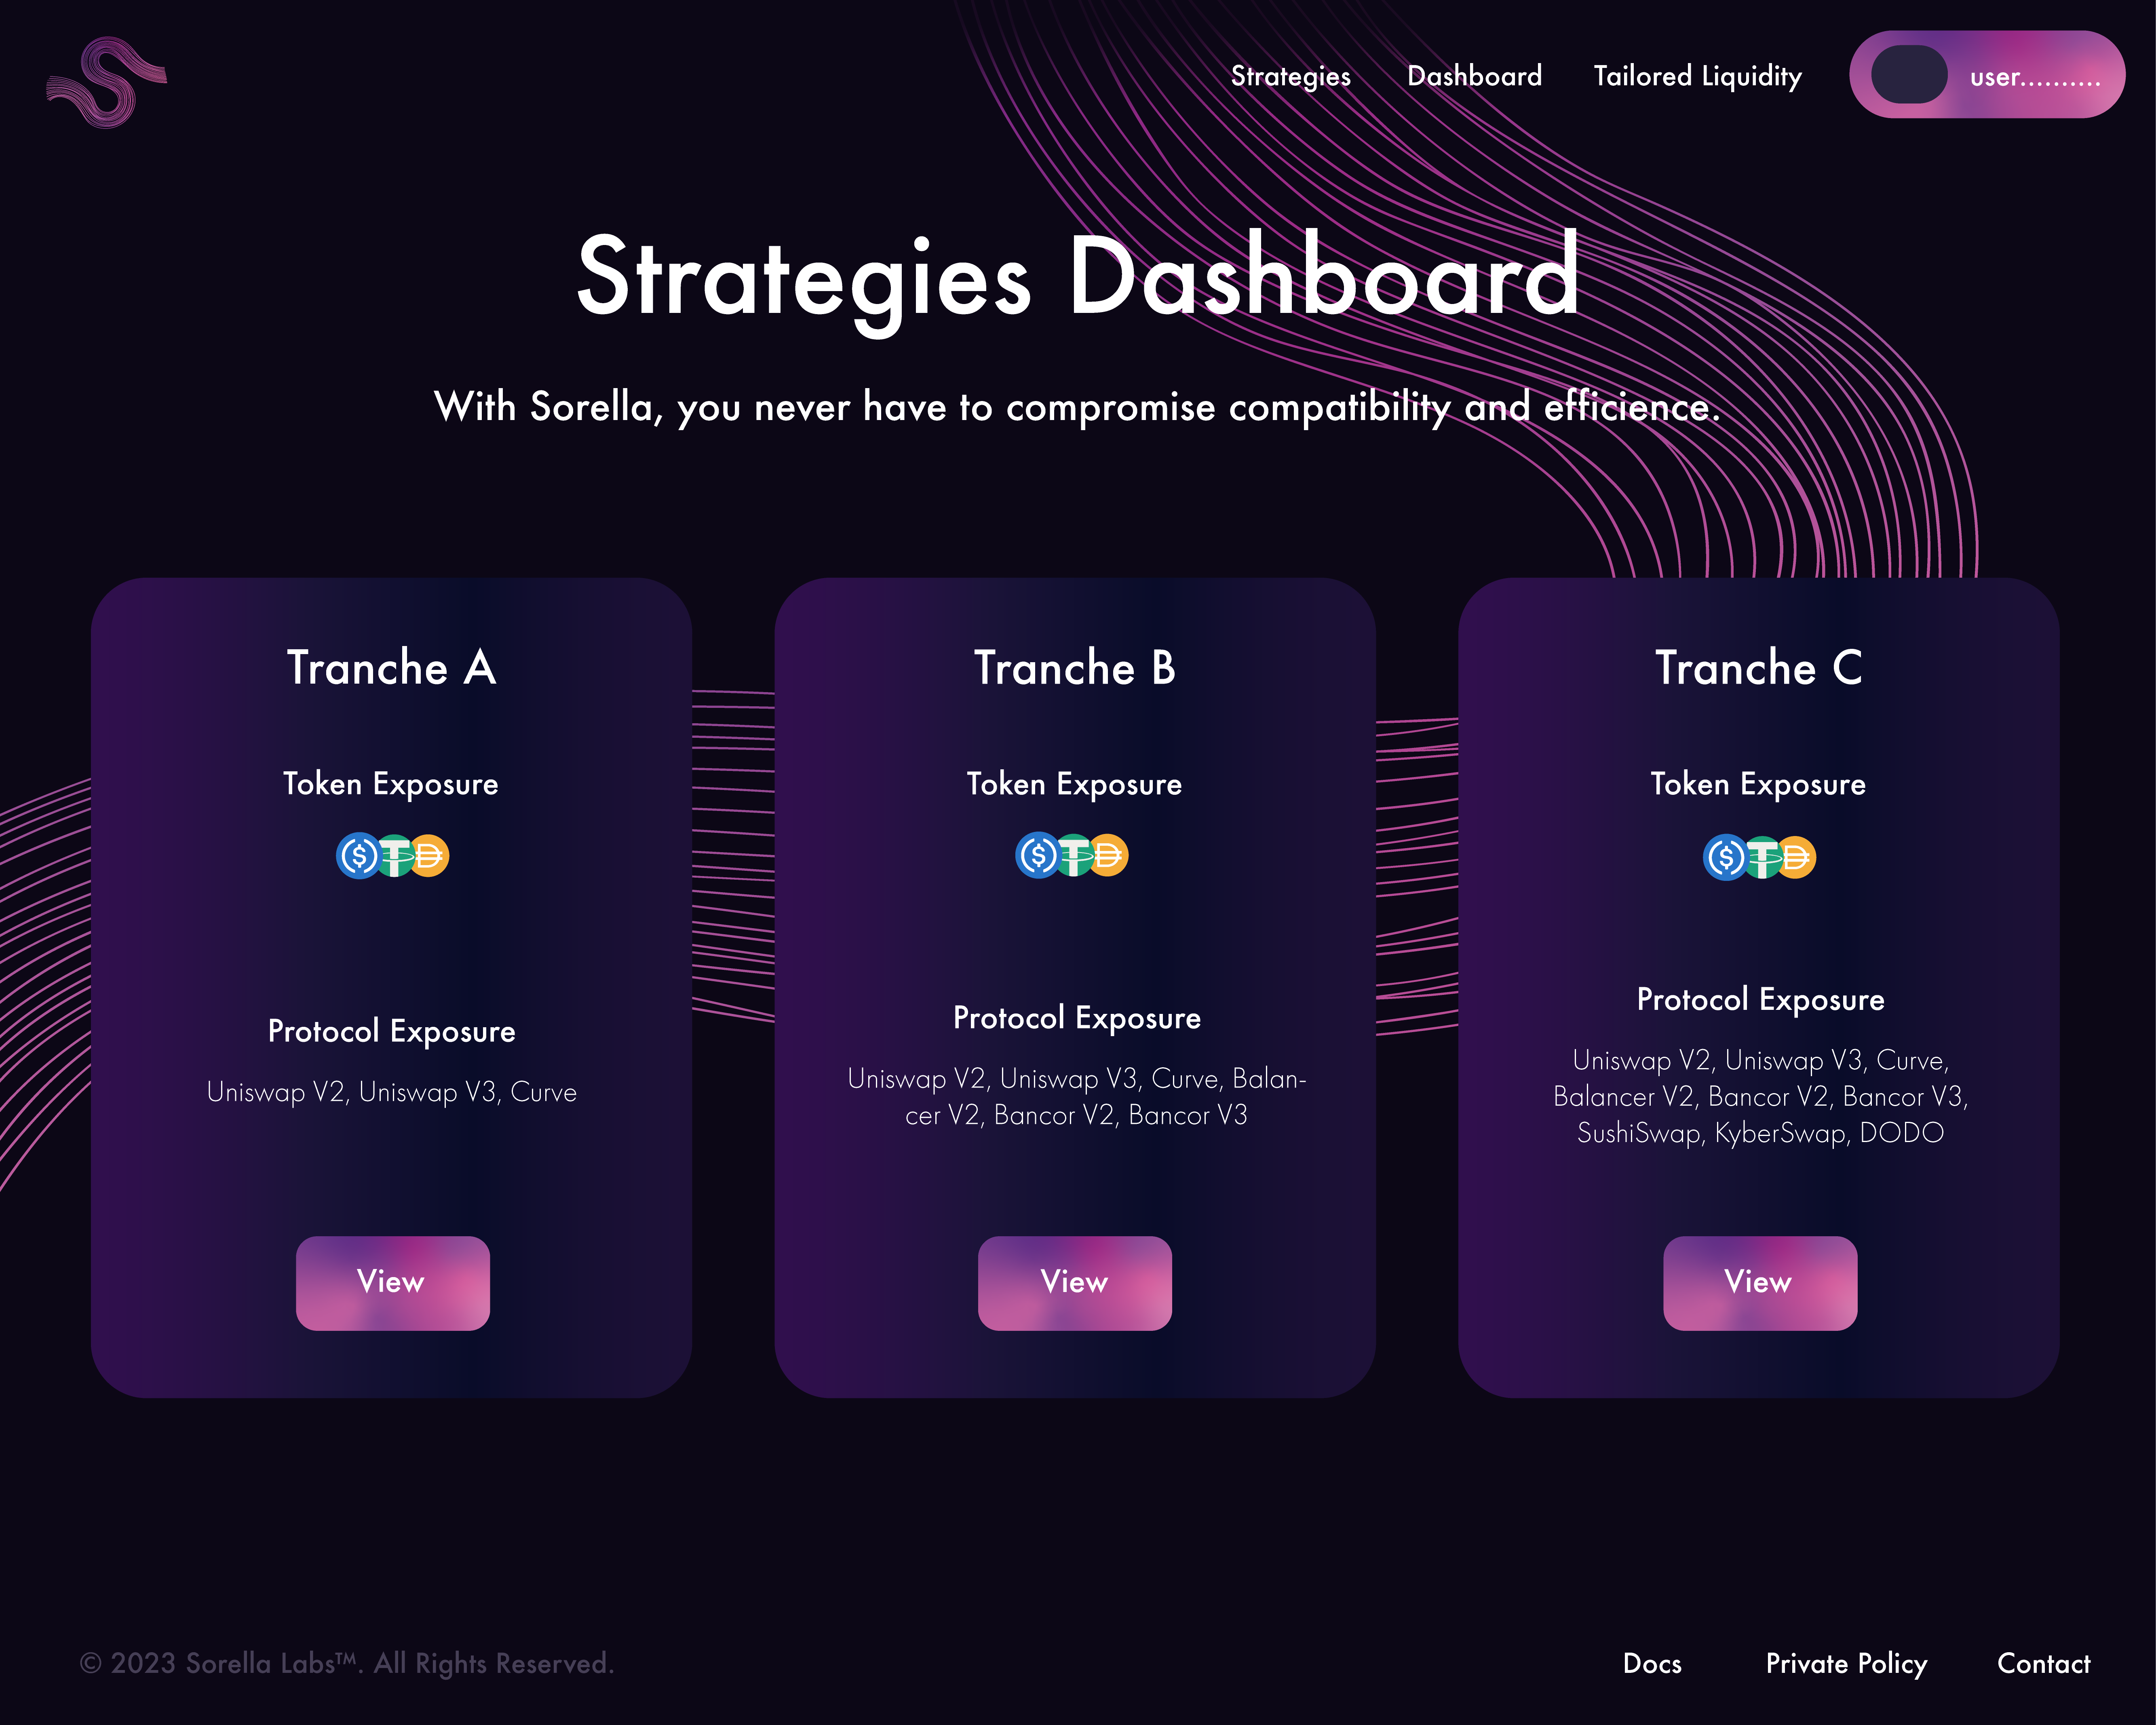 Strategies Dashboard Tailored Liquidity user..........
Strategies Dashboard
With Sorella, you never have to compromise compatibility and efficience.
Tranche A
Token Exposure
Protocol Exposure
Uniswap V2, Uniswap V3, Curve
View
Tranche B
Token Exposure
Protocol Exposure
Uniswap V2, Uniswap V3, Curve, Balan-
cer V2, Bancor V2, Bancor V3
View
Tranche C
Token Exposure
Protocol Exposure
Uniswap V2, Uniswap V3, Curve,
Balancer V2, Bancor V2, Bancor V3,
SushiSwap, KyberSwap, DODO
View
© 2023 Sorella Labs™. All Rights Reserved.
Docs Private Policy Contact